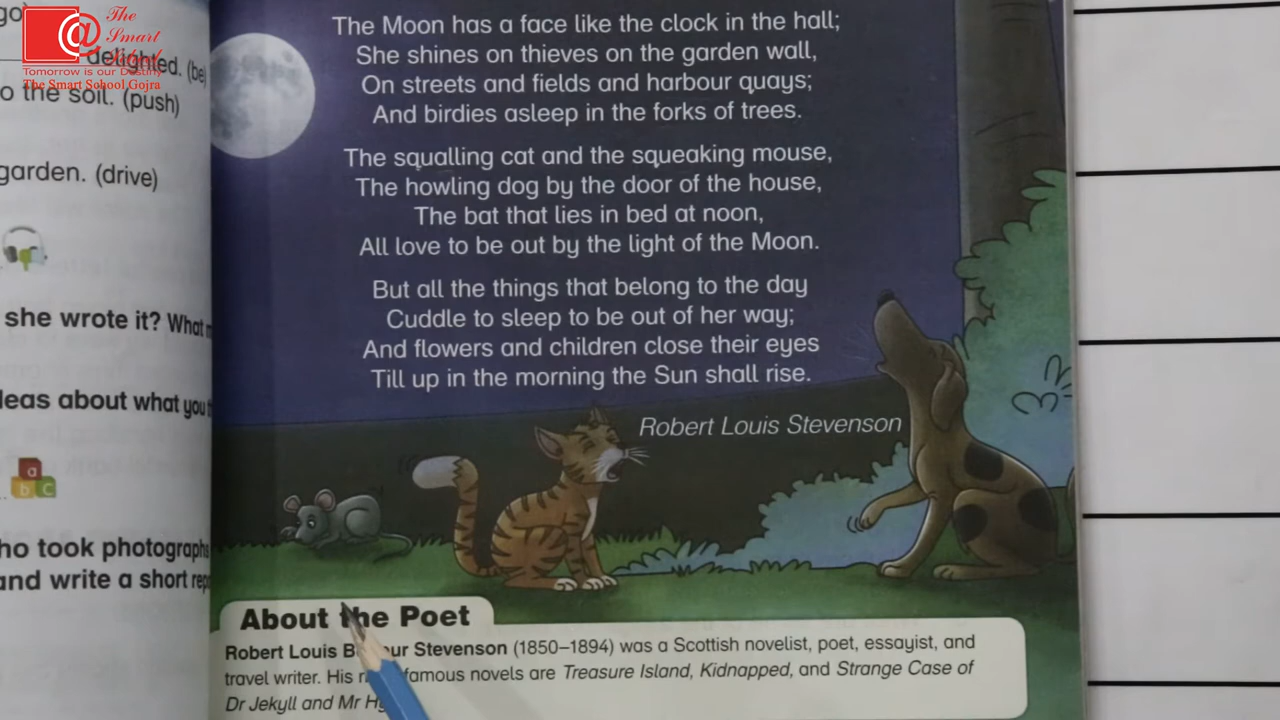 go)
The
Smart
School
Tomorrow is our Destiny
The Smart School Gojra
delighted. (be)
o the soil. (push)
garden. (drive)
she wrote it? What
deas about what you
a
b c
ho took photographs
and write a short
The Moon has a face like the clock in the hall;
She shines on thieves on the garden wall,
On streets and fields and harbour quays;
And birdies asleep in the forks of trees.
The squalling cat and the squeaking mouse,
The howling dog by the door of the house,
The bat that lies in bed at noon,
All love to be out by the light of the Moon.
But all the things that belong to the day
Cuddle to sleep to be out of her way;
And flowers and children close their eyes
Till up in the morning the Sun shall rise.
Robert Louis Stevenson
About the Poet
Robert Louis Stevenson (1850–1894) was a Scottish novelist, poet, essayist, and
travel writer. His famous novels are Treasure Island, Kidnapped, and Strange Case of
Dr Jekyll and Mr